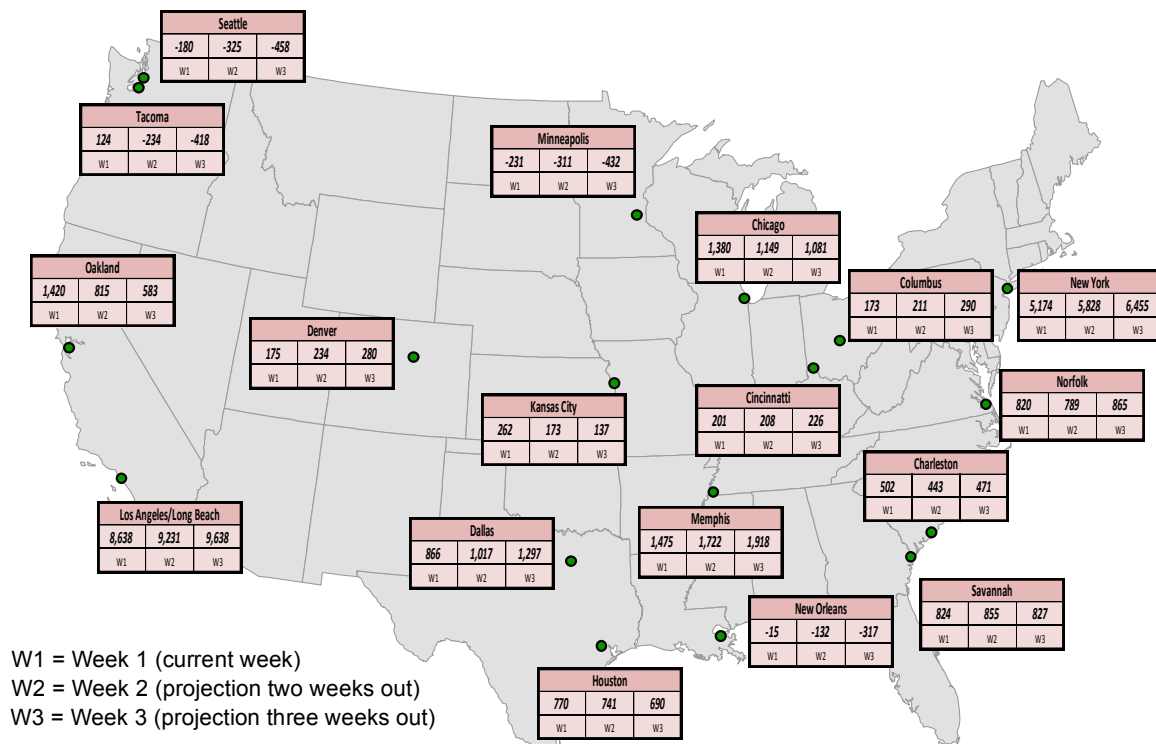 Seattle
-180 -325 -458
W1 W2 W3
Tacoma
124 -234 -418
W1 W2 W3
Minneapolis
-231 -311 -432
W1 W2 W3
Chicago
1,380 1,149 1,081
W1 W2 W3
Oakland
1,420 815 583
W1 W2 W3
Columbus
173 211 290
W1 W2 W3
New York
5,174 5,828 6,455
W1 W2 W3
Denver
175 234 280
W1 W2 W3
Norfolk
820 789 865
W1 W2 W3
Kansas City
262 173 137
W1 W2 W3
Cincinnatti
201 208 226
W1 W2 W3
Charleston
502 443 471
W1 W2 W3
Los Angeles/Long Beach
8,638 9,231 9,638
W1 W2 W3
Dallas
866 1,017 1,297
W1 W2 W3
Memphis
1,475 1,722 1,918
W1 W2 W3
Savannah
824 855 827
W1 W2 W3
New Orleans
-15 -132 -317
W1 W2 W3
Houston
770 741 690
W1 W2 W3
W1 = Week 1 (current week)
W2 = Week 2 (projection two weeks out)
W3 = Week 3 (projection three weeks out)